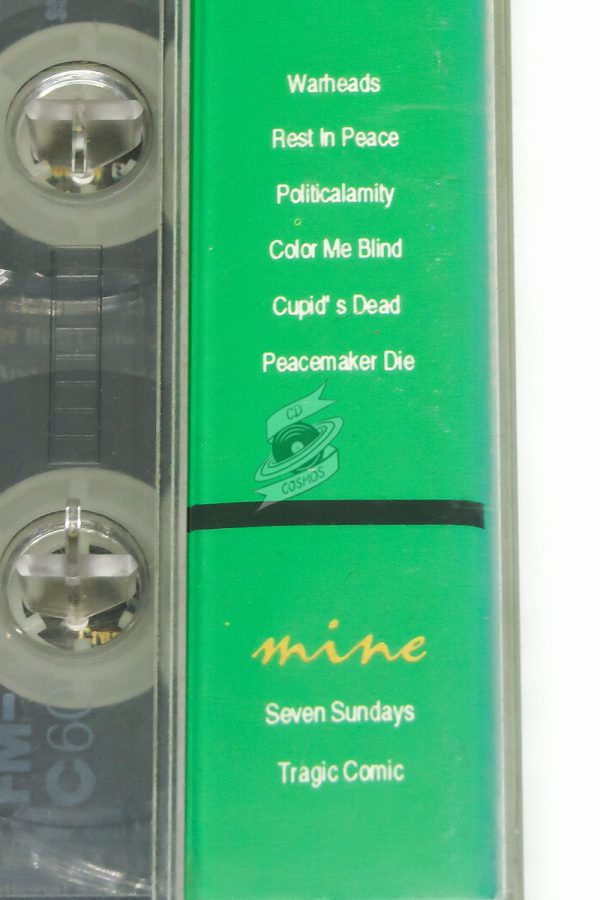 Warheads
Rest In Peace
Politicalamity
Color Me Blind
Cupid' s Dead
Peacemaker Die
CD
COSMOS
mine
Seven Sundays
Tragic Comic